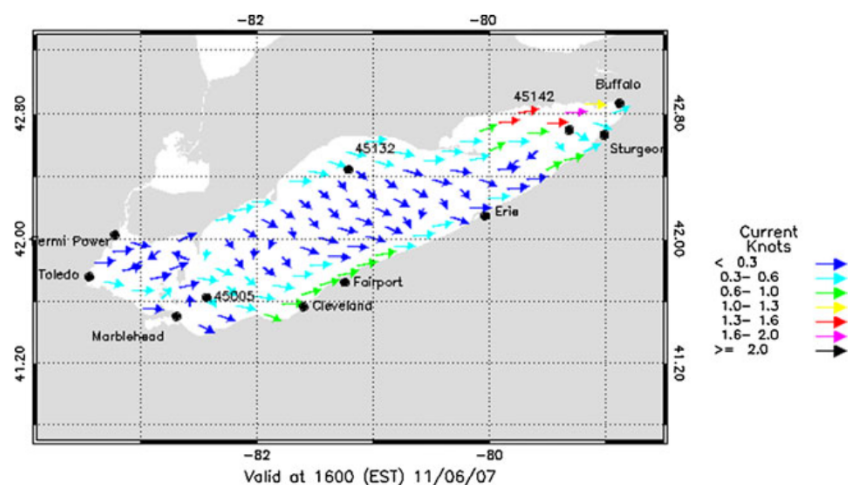 -82
-80
Buffalo
45142
42.80
42.80
45132
Sturgeon
Erie
42.00
Fermi Power
42.00
Toledo
45005
Fairport
Cleveland
Marblehead
41.20
41.20
-82
-80
Valid at 1600 (EST) 11/06/07
Current
Knots
< 0.3
0.3- 0.6
0.6- 1.0
1.0- 1.3
1.3- 1.6
1.6- 2.0
>= 2.0